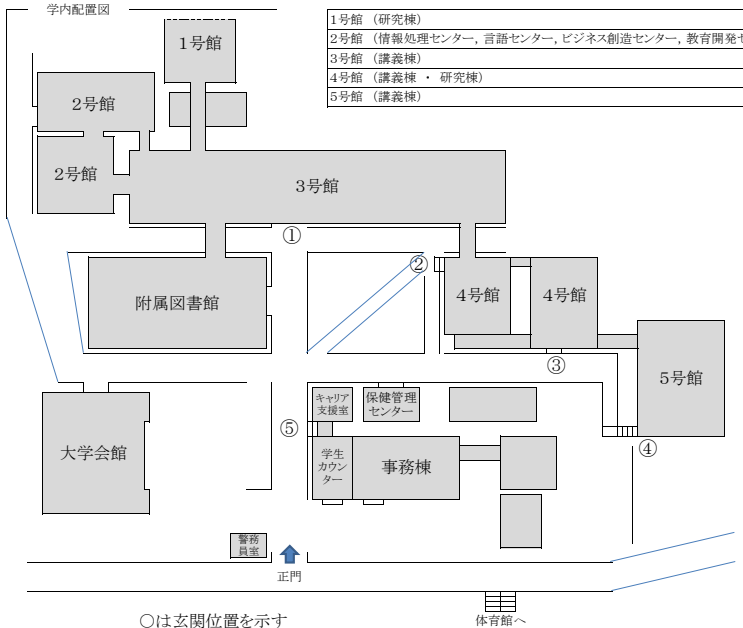 学内配置図
1号館 （研究棟）
2号館 （情報処理センター, 言語センター, ビジネス創造センター, 教育開発セ
3号館 （講義棟）
4号館 （講義棟 ・ 研究棟）
5号館 （講義棟）
1号館
2号館
2号館
3号館
①
②
附属図書館
4号館
4号館
③
5号館
キャリア
支援室
保健管理
センター
⑤
④
大学会館
学生
カウン
ター
事務棟
警務
員室
正門
○は玄関位置を示す
体育館へ